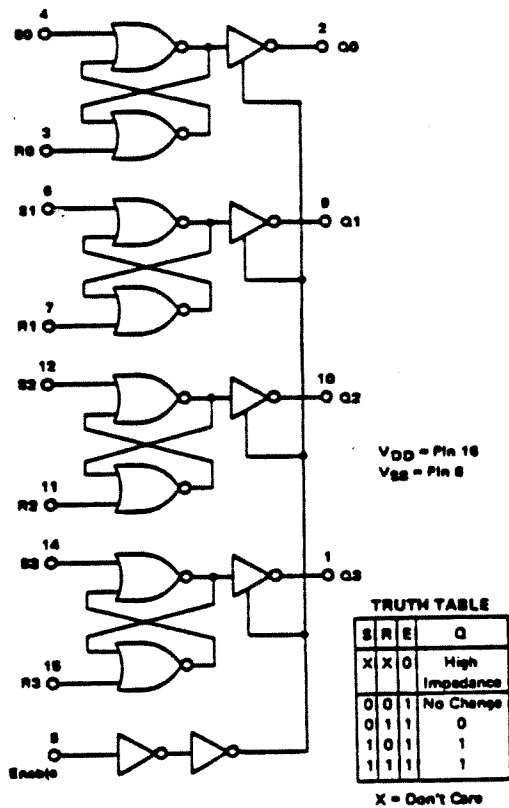 4
S0
2
Q0
3
R0
6
S1
9
Q1
7
R1
12
S2
10
Q2
11
R2
VDD = Pin 16
VSS = Pin 8
14
S3
1
Q3
15
R3
5
Enable
TRUTH TABLE
S R E Q
X X 0 High Impedance
0 0 1 No Change
0 1 1 0
1 0 1 1
1 1 1 1
X = Don't Care